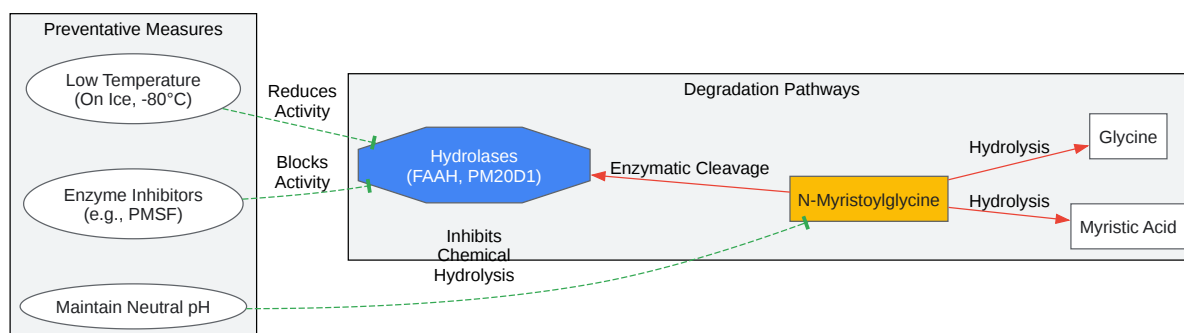 Preventative Measures
Low Temperature
(On Ice, -80°C)
Enzyme Inhibitors
(e.g., PMSF)
Maintain Neutral pH
Reduces
Activity
Blocks
Activity
Inhibits
Chemical
Hydrolysis
Degradation Pathways
Hydrolases
(FAAH, PM20D1)
Enzymatic Cleavage
N-Myristoylglycine
Hydrolysis
Glycine
Hydrolysis
Myristic Acid